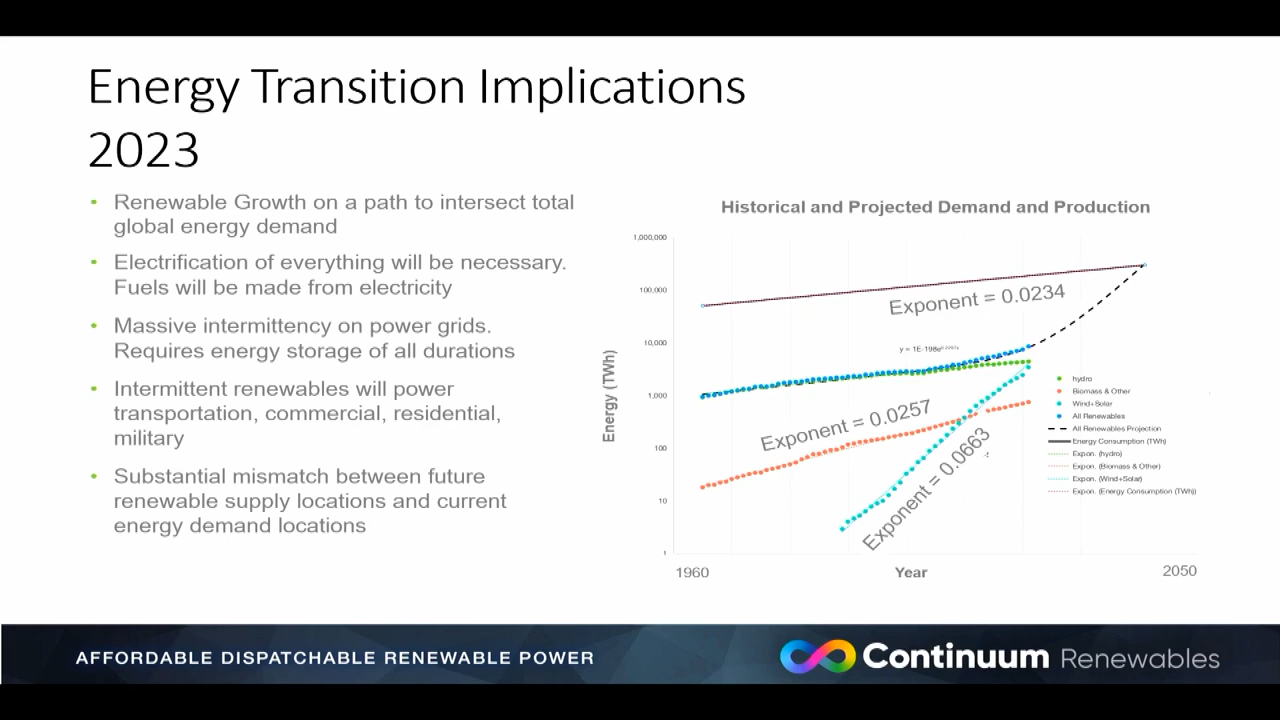 Energy Transition Implications
2023
• Renewable Growth on a path to intersect total
global energy demand
• Electrification of everything will be necessary.
Fuels will be made from electricity
• Massive intermittency on power grids.
Requires energy storage of all durations
• Intermittent renewables will power
transportation, commercial, residential,
military
• Substantial mismatch between future
renewable supply locations and current
energy demand locations
Historical and Projected Demand and Production
1,000,000
100,000
10,000
1,000
100
10
1
Energy (TWh)
Exponent = 0.0234
Exponent = 0.0257
Exponent = 0.0663
hydro
Biomass & Other
Wind+Solar
All Renewables
All Renewables Projection
Energy Consumption (TWh)
Expon. (hydro)
Expon. (Biomass & Other)
Expon. (Wind+Solar)
Expon. (Energy Consumption (TWh))
1960
Year
2050
AFFORDABLE DISPATCHABLE RENEWABLE POWER
Continuum Renewables